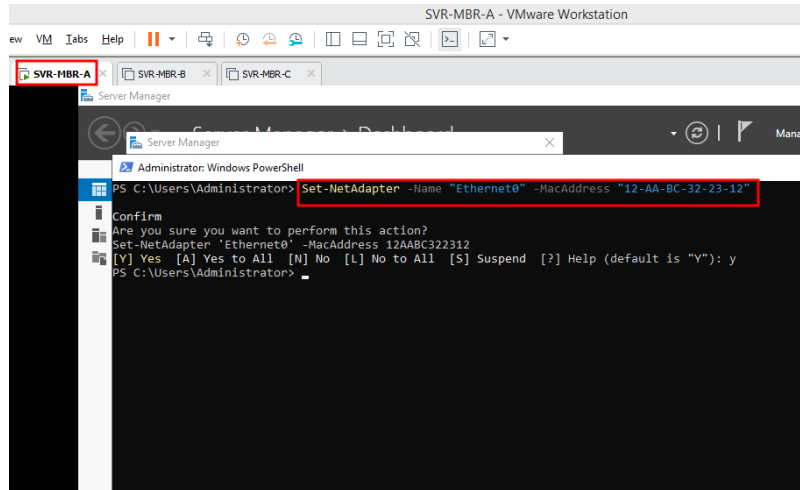 SVR-MBR-A - VMware Workstation
ew VM Tabs Help
SVR-MBR-A SVR-MBR-B SVR-MBR-C
Server Manager
Server Manager Dashboard
Mana
Server Manager
Administrator: Windows PowerShell
PS C:\Users\Administrator> Set-NetAdapter -Name "Ethernet0" -MacAddress "12-AA-BC-32-23-12"
Confirm
Are you sure you want to perform this action?
Set-NetAdapter 'Ethernet0' -MacAddress 12AABC322312
[Y] Yes [A] Yes to All [N] No [L] No to All [S] Suspend [?] Help (default is "Y"): y
PS C:\Users\Administrator>